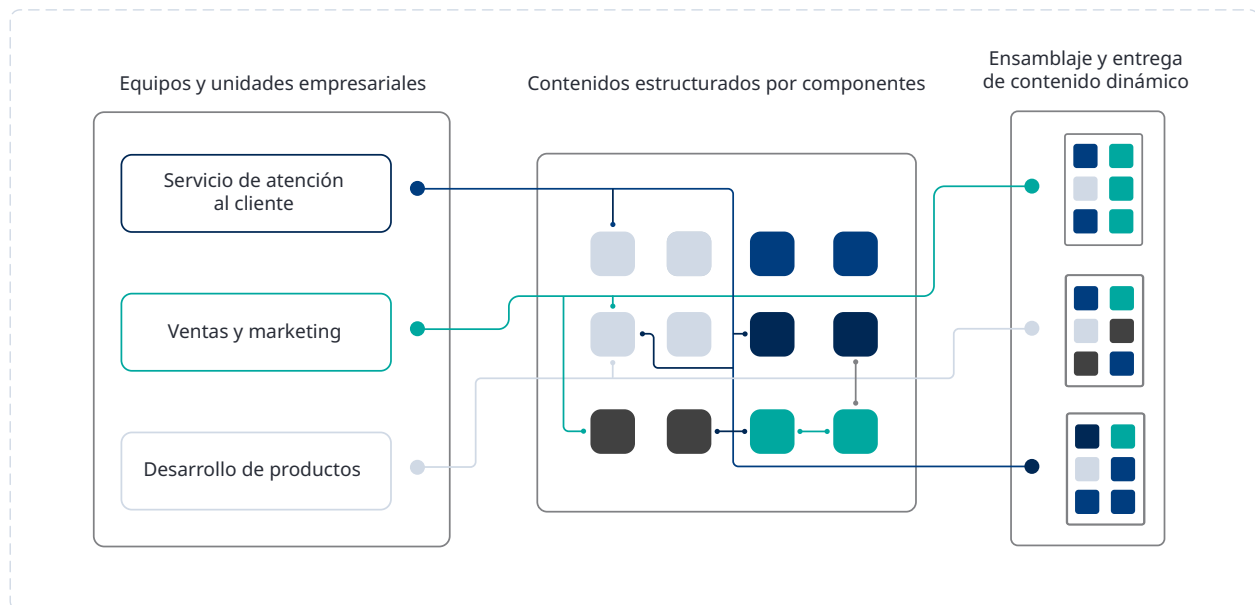 Equipos y unidades empresariales
Contenidos estructurados por componentes
Ensamblaje y entrega
de contenido dinámico
Servicio de atención
al cliente
Ventas y marketing
Desarrollo de productos